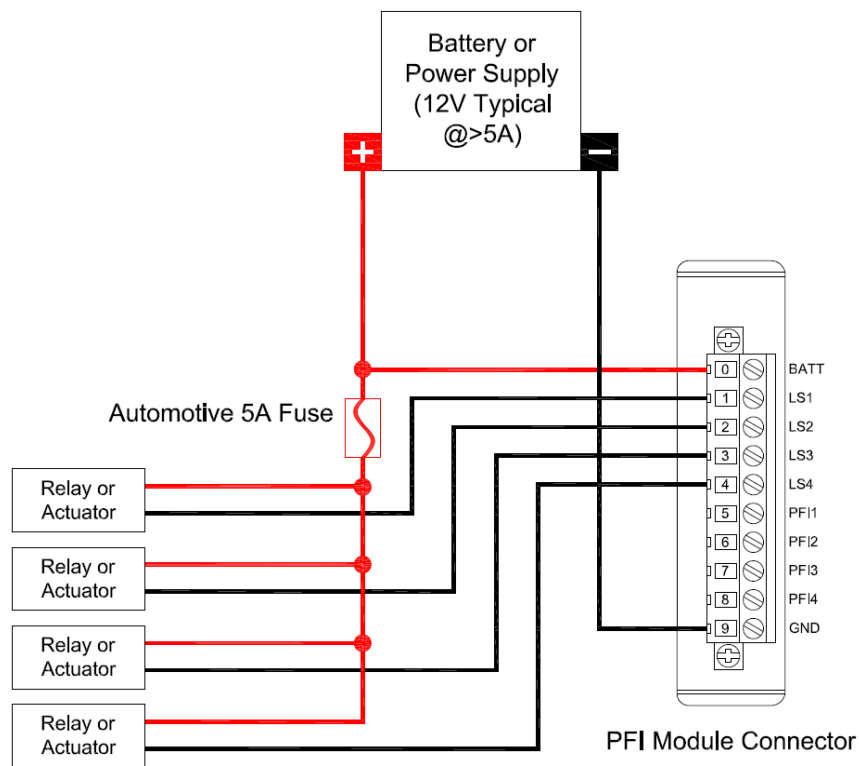 Battery or
Power Supply
(12V Typical
@>5A)
+
−
Automotive 5A Fuse
0 BATT
1 LS1
2 LS2
3 LS3
4 LS4
5 PFI1
6 PFI2
7 PFI3
8 PFI4
9 GND
Relay or
Actuator
Relay or
Actuator
Relay or
Actuator
Relay or
Actuator
PFI Module Connector